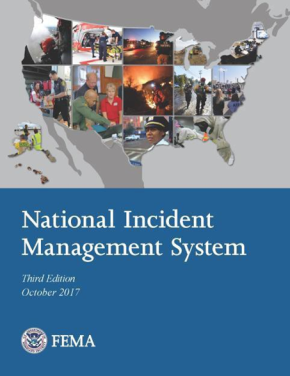 National Incident
Management System
Third Edition
October 2017
FEMA